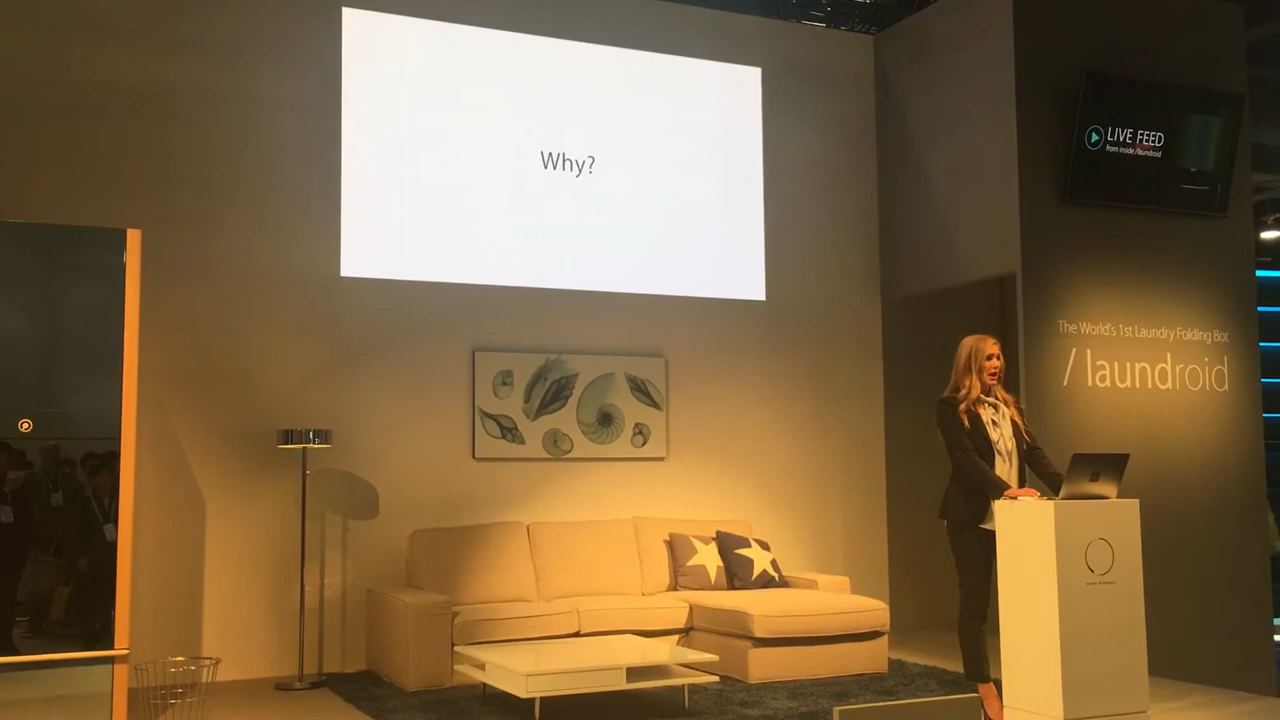 Why?
LIVE FEED
from inside /laundroid
The World's 1st Laundry Folding Bot
/ laundroid